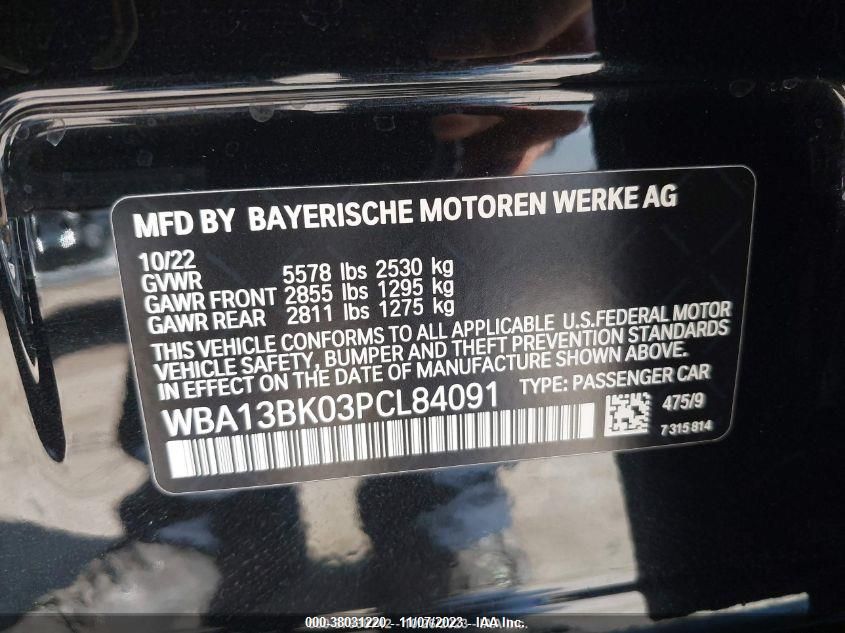 MFD BY BAYERISCHE MOTOREN WERKE AG
10/22
GVWR 5578 lbs 2530 kg
GAWR FRONT 2855 lbs 1295 kg
GAWR REAR 2811 lbs 1275 kg
THIS VEHICLE CONFORMS TO ALL APPLICABLE U.S.FEDERAL MOTOR
VEHICLE SAFETY, BUMPER AND THEFT PREVENTION STANDARDS
IN EFFECT ON THE DATE OF MANUFACTURE SHOWN ABOVE.
WBA13BK03PCL84091 TYPE: PASSENGER CAR
475/9
7 315 814
000-38031220 11/07/2023 IAA Inc.